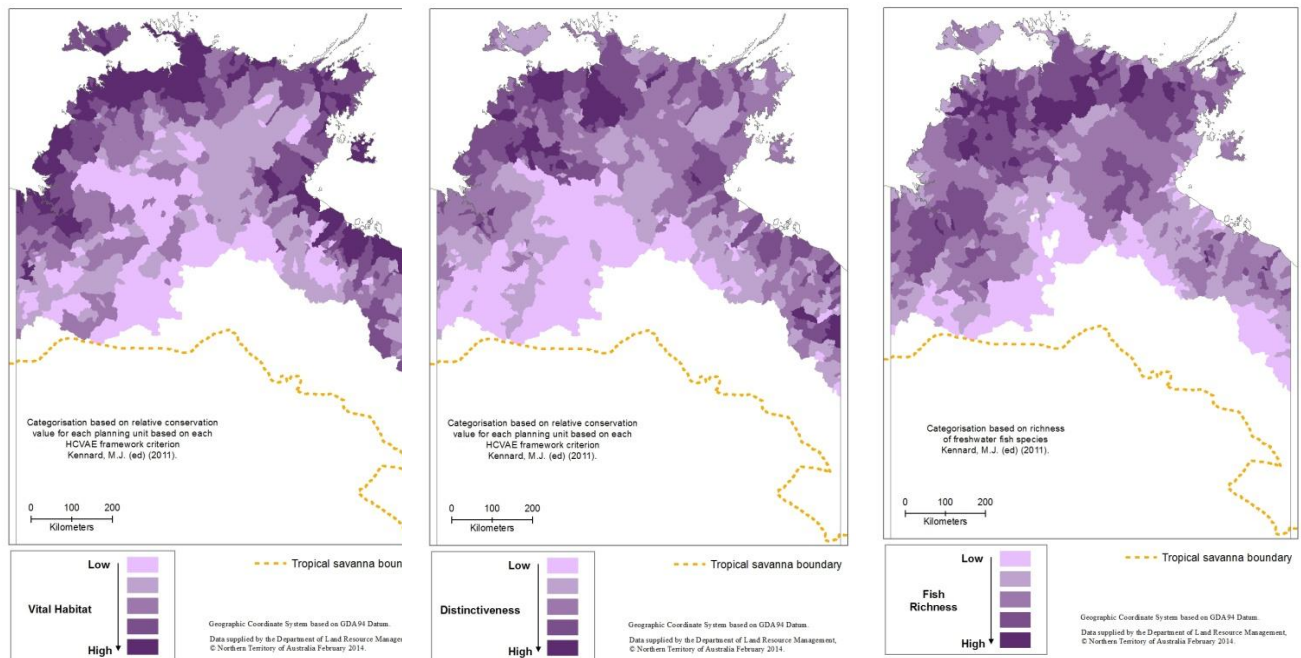 Categorisation based on relative conservation
value for each planning unit based on each
HCVAE framework criterion
Kennard, M.J. (ed) (2011).
0 100 200
Kilometers
Low
Vital Habitat
High
Tropical savanna boun
Geographic Coordinate System based on GDA94 Datum.
Data supplied by the Department of Land Resource Managemen
© Northern Territory of Australia February 2014.
Categorisation based on relative conservation
value for each planning unit based on each
HCVAE framework criterion
Kennard, M.J. (ed) (2011).
0 100 200
Kilometers
Low
Distinctiveness
High
Tropical savanna boundary
Geographic Coordinate System based on GDA94 Datum.
Data supplied by the Department of Land Resource Management,
© Northern Territory of Australia February 2014.
Categorisation based on richness
of freshwater fish species
Kennard, M.J. (ed) (2011).
0 100 200
Kilometers
Low
Fish
Richness
High
Tropical savanna boundary
Geographic Coordinate System based on GDA94 Datum.
Data supplied by the Department of Land Resource Management,
© Northern Territory of Australia February 2014.